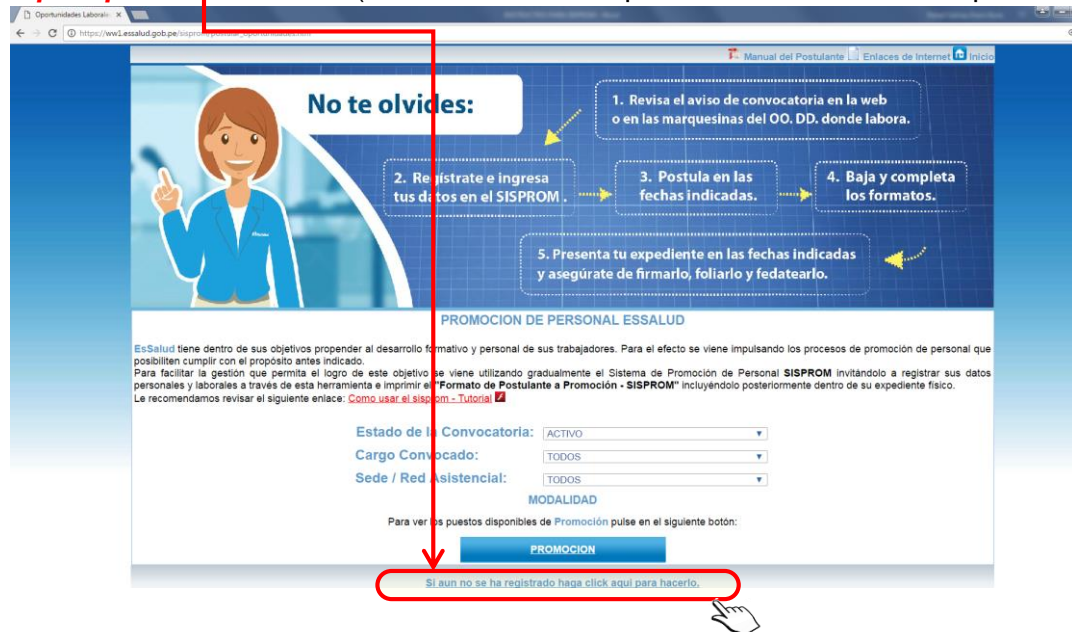 Oportunidades Laborale
https://ww1.essalud.gob.pe/sisprom/postular_oportunidades.htm
Manual del Postulante Enlaces de Internet Inicio
No te olvides:
1. Revisa el aviso de convocatoria en la web
o en las marquesinas del OO. DD. donde labora.
2. Regístrate e ingresa
tus datos en el SISPROM .
3. Postula en las
fechas indicadas.
4. Baja y completa
los formatos.
5. Presenta tu expediente en las fechas indicadas
y asegúrate de firmarlo, foliarlo y fedatearlo.
PROMOCION DE PERSONAL ESSALUD
EsSalud tiene dentro de sus objetivos propender al desarrollo formativo y personal de sus trabajadores. Para el efecto se viene impulsando los procesos de promoción de personal que
posibiliten cumplir con el propósito antes indicado.
Para facilitar la gestión que permita el logro de este objetivo se viene utilizando gradualmente el Sistema de Promoción de Personal SISPROM invitándolo a registrar sus datos
personales y laborales a través de esta herramienta e imprimir el "Formato de Postulante a Promoción - SISPROM" incluyéndolo posteriormente dentro de su expediente físico.
Le recomendamos revisar el siguiente enlace: Como usar el sisprom - Tutorial
Estado de la Convocatoria: ACTIVO
Cargo Convocado: TODOS
Sede / Red Asistencial: TODOS
MODALIDAD
Para ver los puestos disponibles de Promoción pulse en el siguiente botón:
PROMOCION
Si aun no se ha registrado haga click aqui para hacerlo.